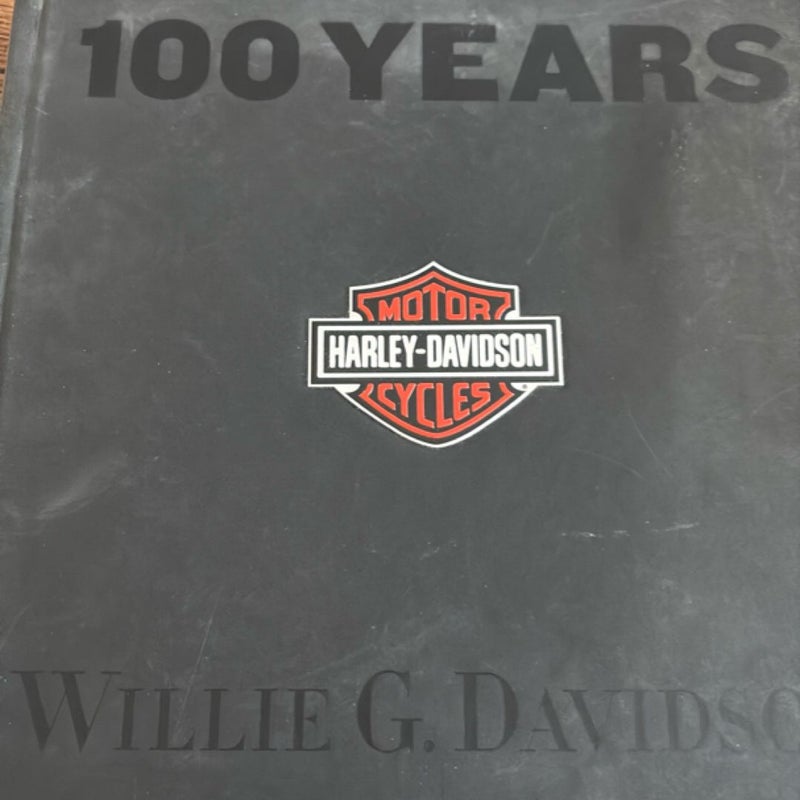 100 YEARS
MOTOR
HARLEY-DAVIDSON
CYCLES
WILLIE G. DAVIDSO